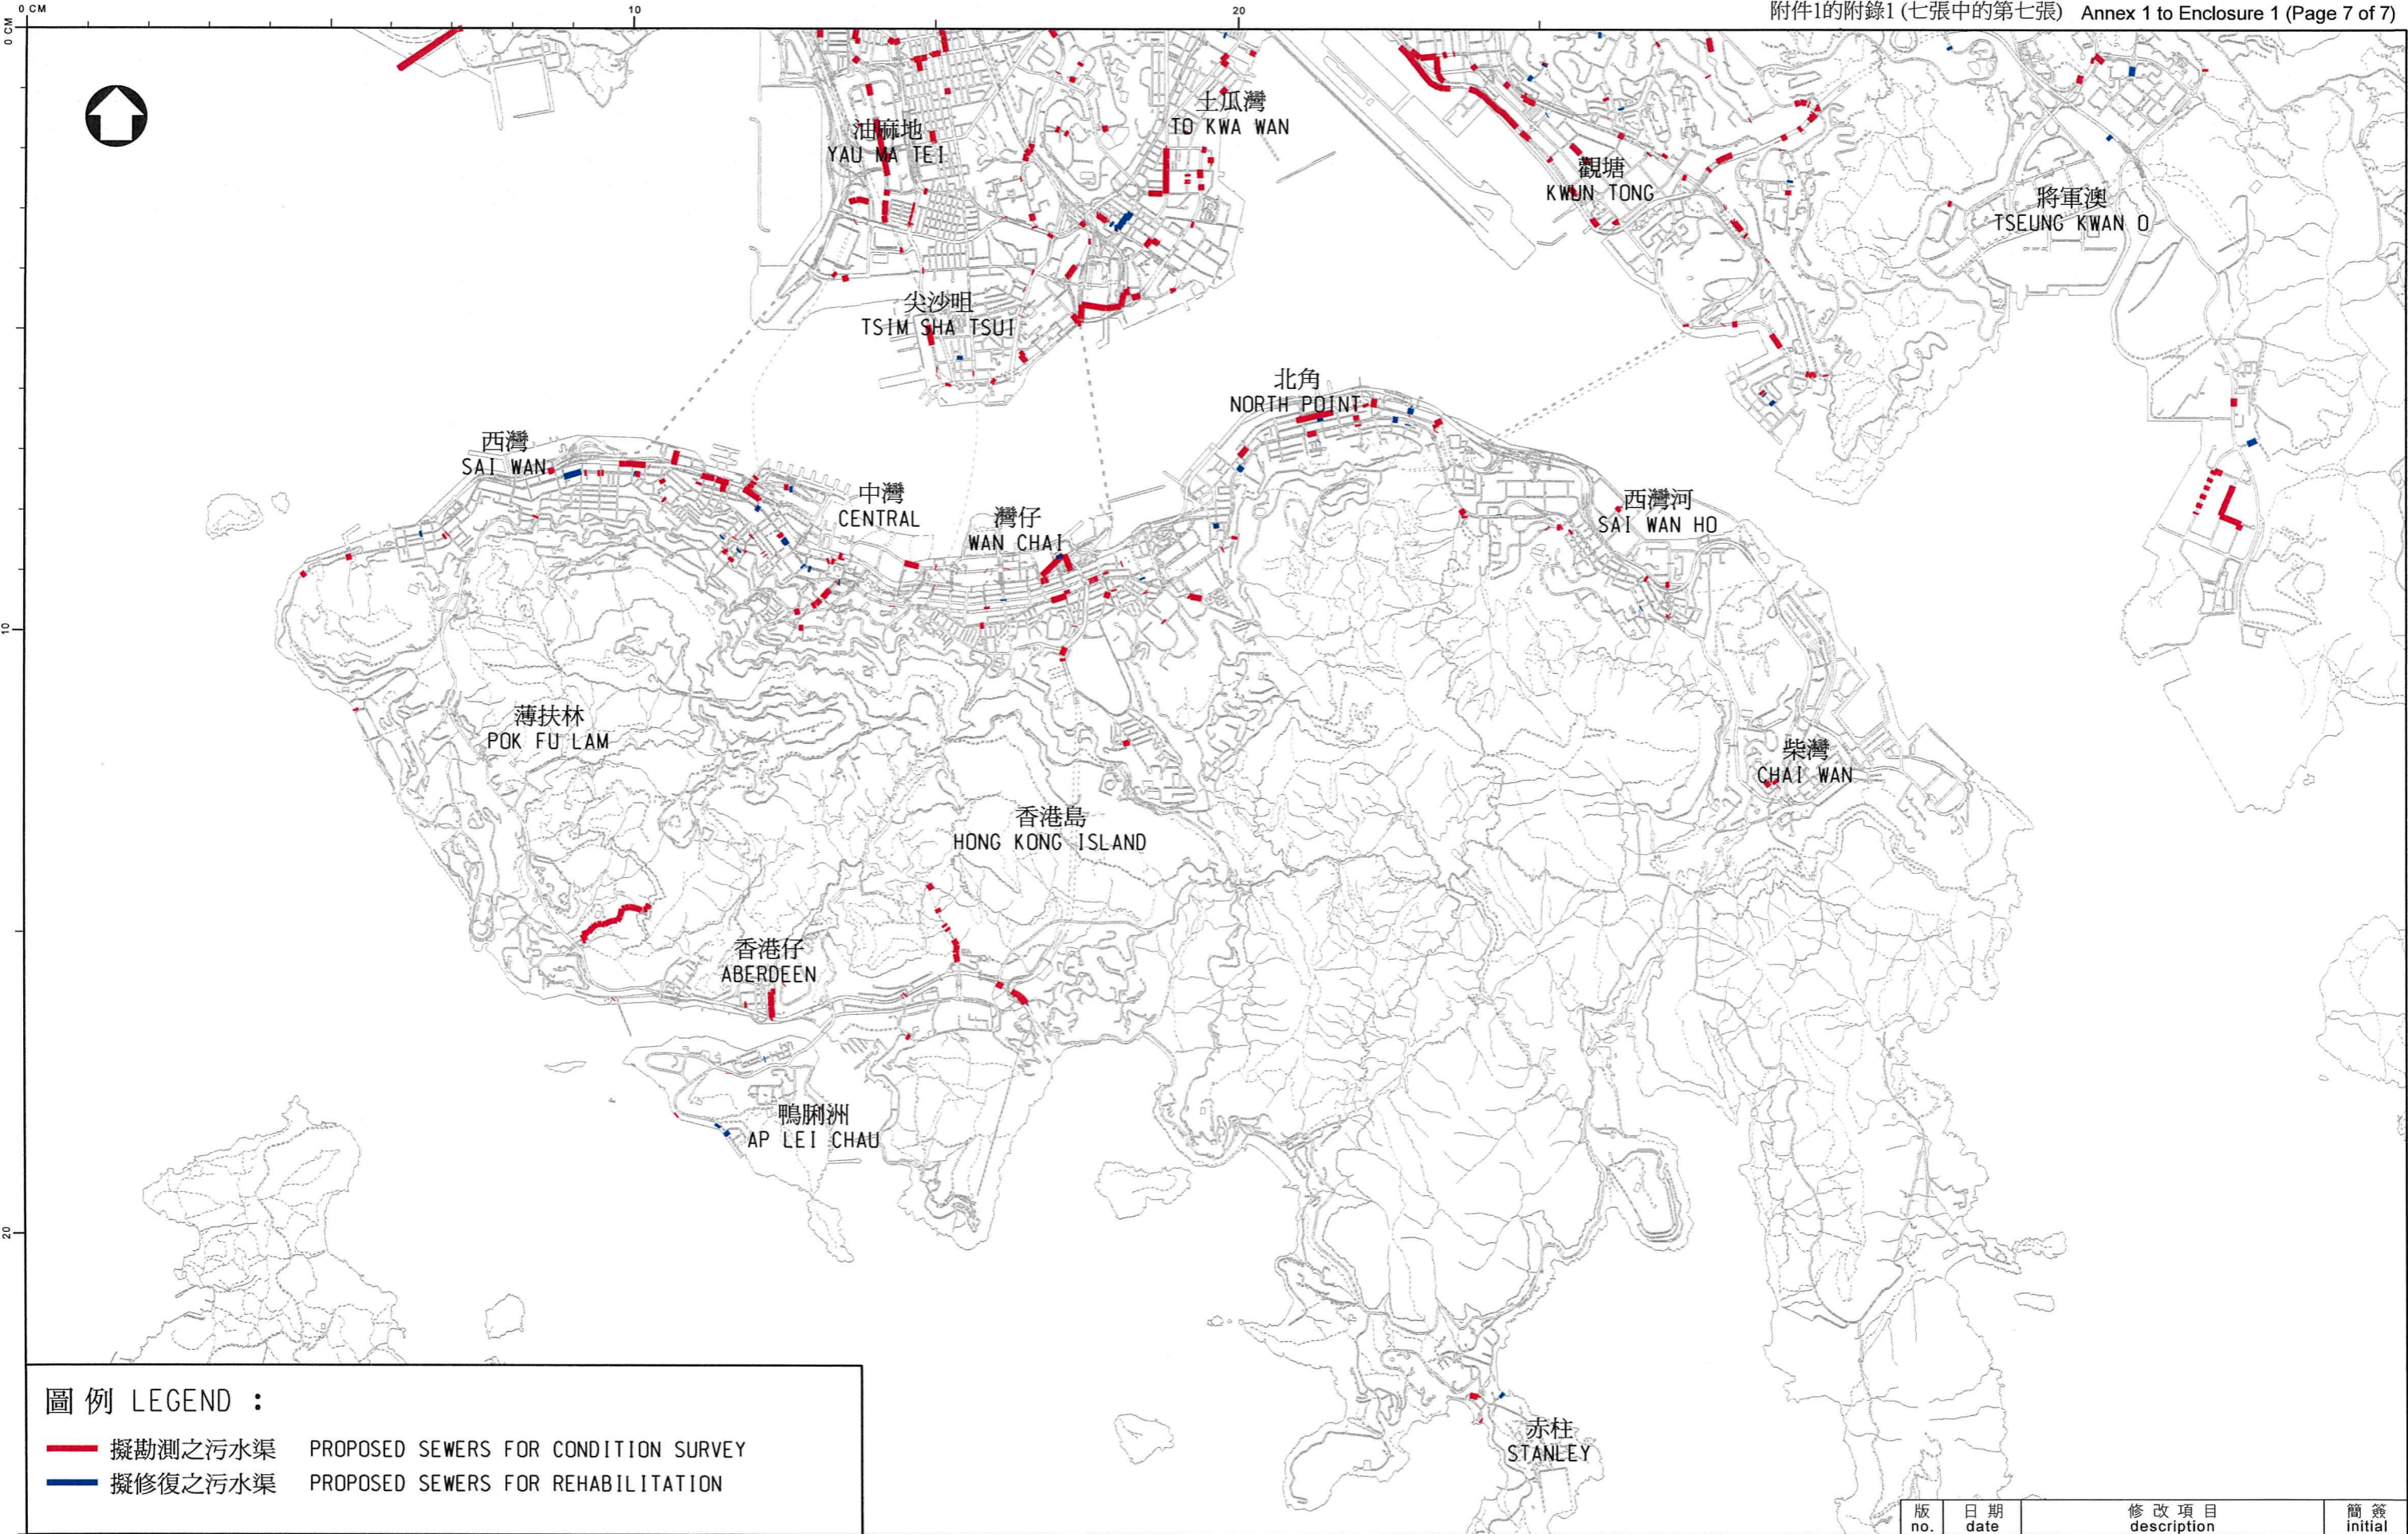 0 CM
10
20
附件1的附錄1 (七張中的第七張) Annex 1 to Enclosure 1 (Page 7 of 7)
0 CM
土瓜灣
TO KWA WAN
油麻地
YAU MA TEI
觀塘
KWUN TONG
將軍澳
TSEUNG KWAN O
尖沙咀
TSIM SHA TSUI
北角
NORTH POINT
西灣
SAI WAN
中灣
CENTRAL
灣仔
WAN CHAI
西灣河
SAI WAN HO
10
薄扶林
POK FU LAM
柴灣
CHAI WAN
香港島
HONG KONG ISLAND
香港仔
ABERDEEN
鴨脷洲
AP LEI CHAU
20
赤柱
STANLEY
圖例 LEGEND :
擬勘測之污水渠 PROPOSED SEWERS FOR CONDITION SURVEY
擬修復之污水渠 PROPOSED SEWERS FOR REHABILITATION
版 日期 修改項目 簡簽
no. date description initial